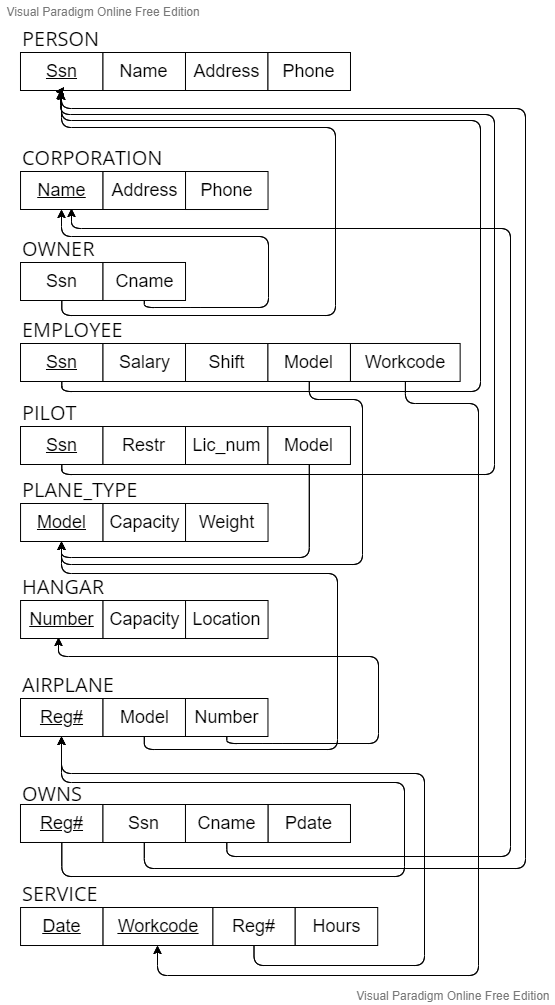 Visual Paradigm Online Free Edition
PERSON
Ssn Name Address Phone
CORPORATION
Name Address Phone
OWNER
Ssn Cname
EMPLOYEE
Ssn Salary Shift Model Workcode
PILOT
Ssn Restr Lic_num Model
PLANE_TYPE
Model Capacity Weight
HANGAR
Number Capacity Location
AIRPLANE
Reg# Model Number
OWNS
Reg# Ssn Cname Pdate
SERVICE
Date Workcode Reg# Hours
Visual Paradigm Online Free Edition